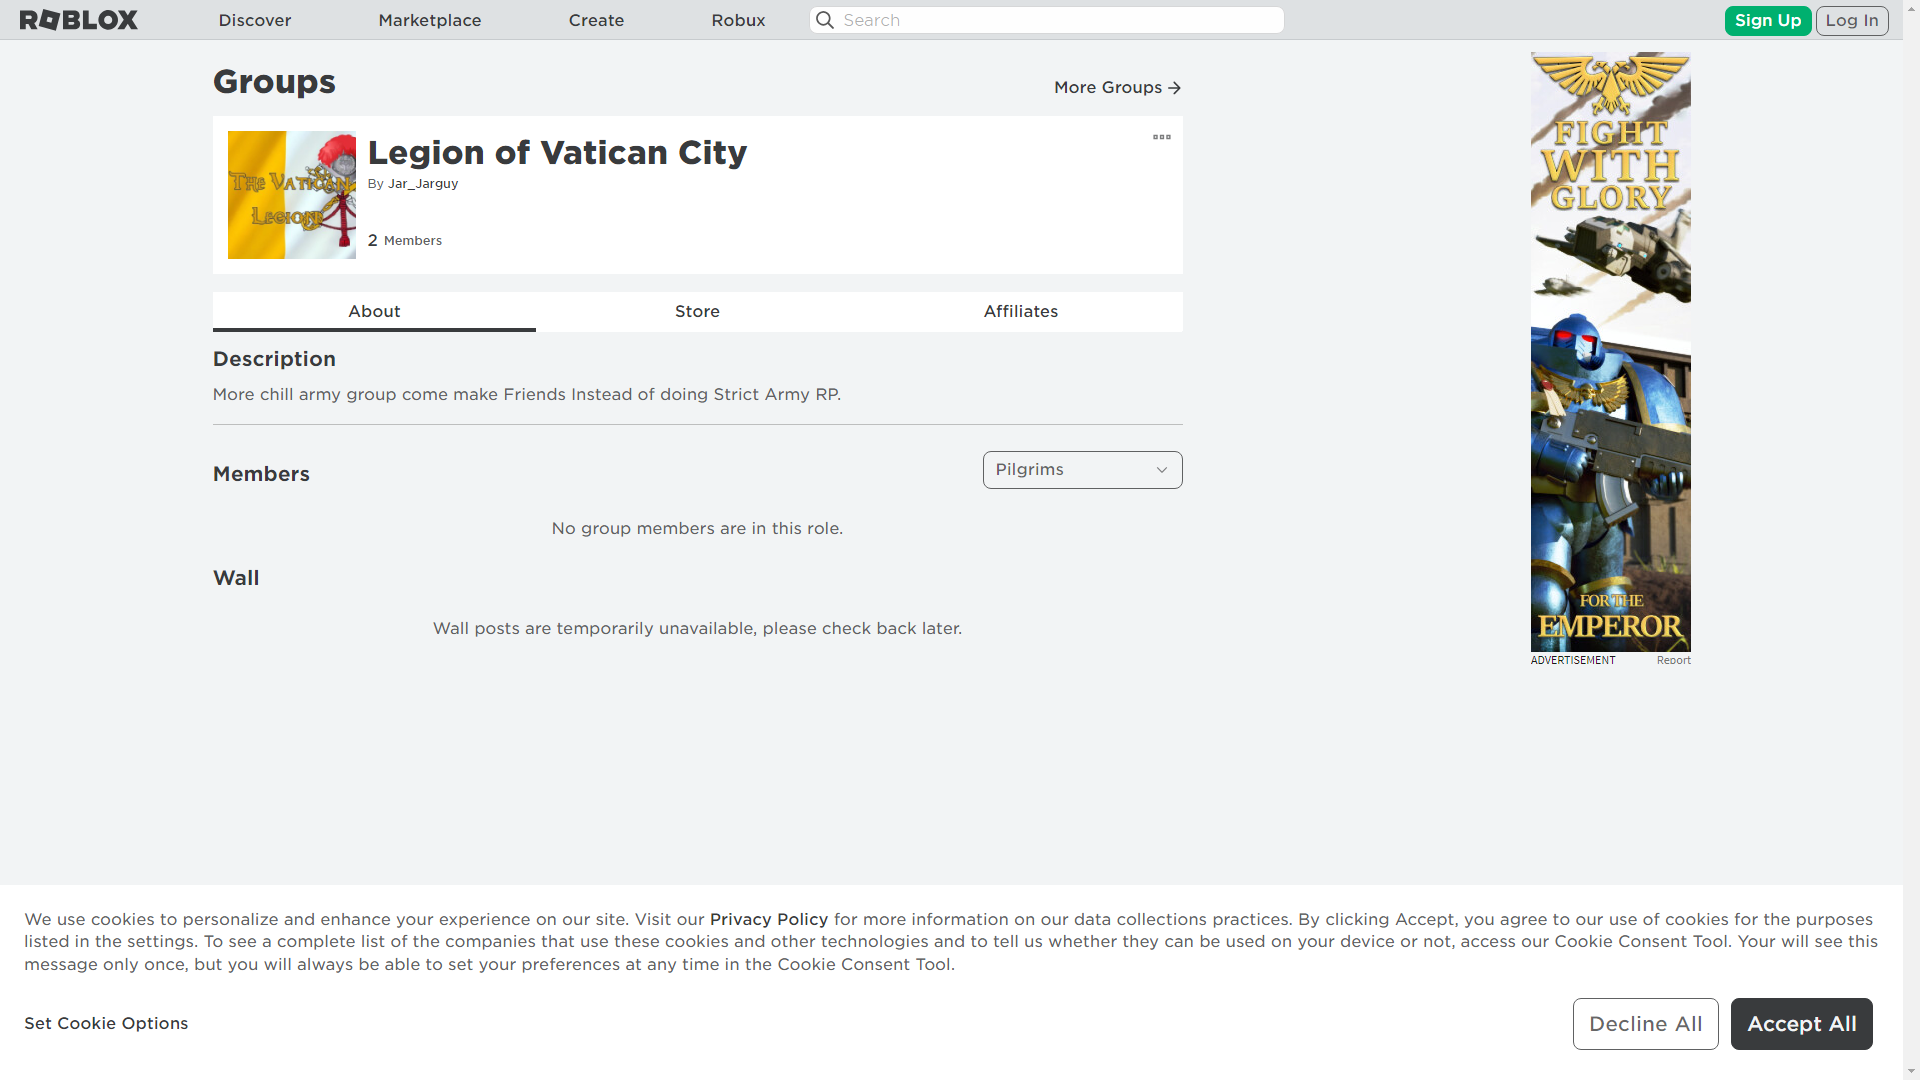 ROBLOX Discover Marketplace Create Robux Search Sign Up Log In
Groups
More Groups
Legion of Vatican City
By Jar_Jarguy
2 Members
The Vatican
Legion
About Store Affiliates
Description
More chill army group come make Friends Instead of doing Strict Army RP.
Members
Pilgrims
No group members are in this role.
Wall
Wall posts are temporarily unavailable, please check back later.
FIGHT
WITH
GLORY
FOR THE
EMPEROR
ADVERTISEMENT Report
We use cookies to personalize and enhance your experience on our site. Visit our Privacy Policy for more information on our data collections practices. By clicking Accept, you agree to our use of cookies for the purposes
listed in the settings. To see a complete list of the companies that use these cookies and other technologies and to tell us whether they can be used on your device or not, access our Cookie Consent Tool. Your will see this
message only once, but you will always be able to set your preferences at any time in the Cookie Consent Tool.
Set Cookie Options
Decline All
Accept All